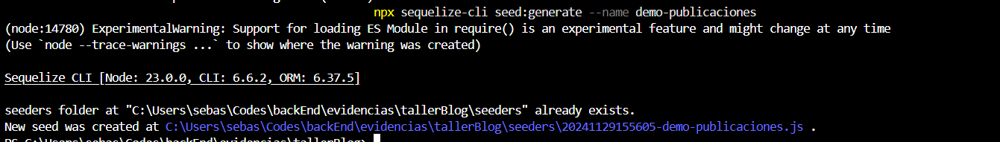 npx sequelize-cli seed:generate --name demo-publicaciones
(node:14780) ExperimentalWarning: Support for loading ES Module in require() is an experimental feature and might change at any time
(Use `node --trace-warnings ...` to show where the warning was created)
Sequelize CLI [Node: 23.0.0, CLI: 6.6.2, ORM: 6.37.5]
seeders folder at "C:\Users\sebas\Codes\backEnd\evidencias\tallerBlog\seeders" already exists.
New seed was created at C:\Users\sebas\Codes\backEnd\evidencias\tallerBlog\seeders\20241129155605-demo-publicaciones.js .
PS C:\Users\sebas\Codes\backEnd\evidencias\tallerBlog>